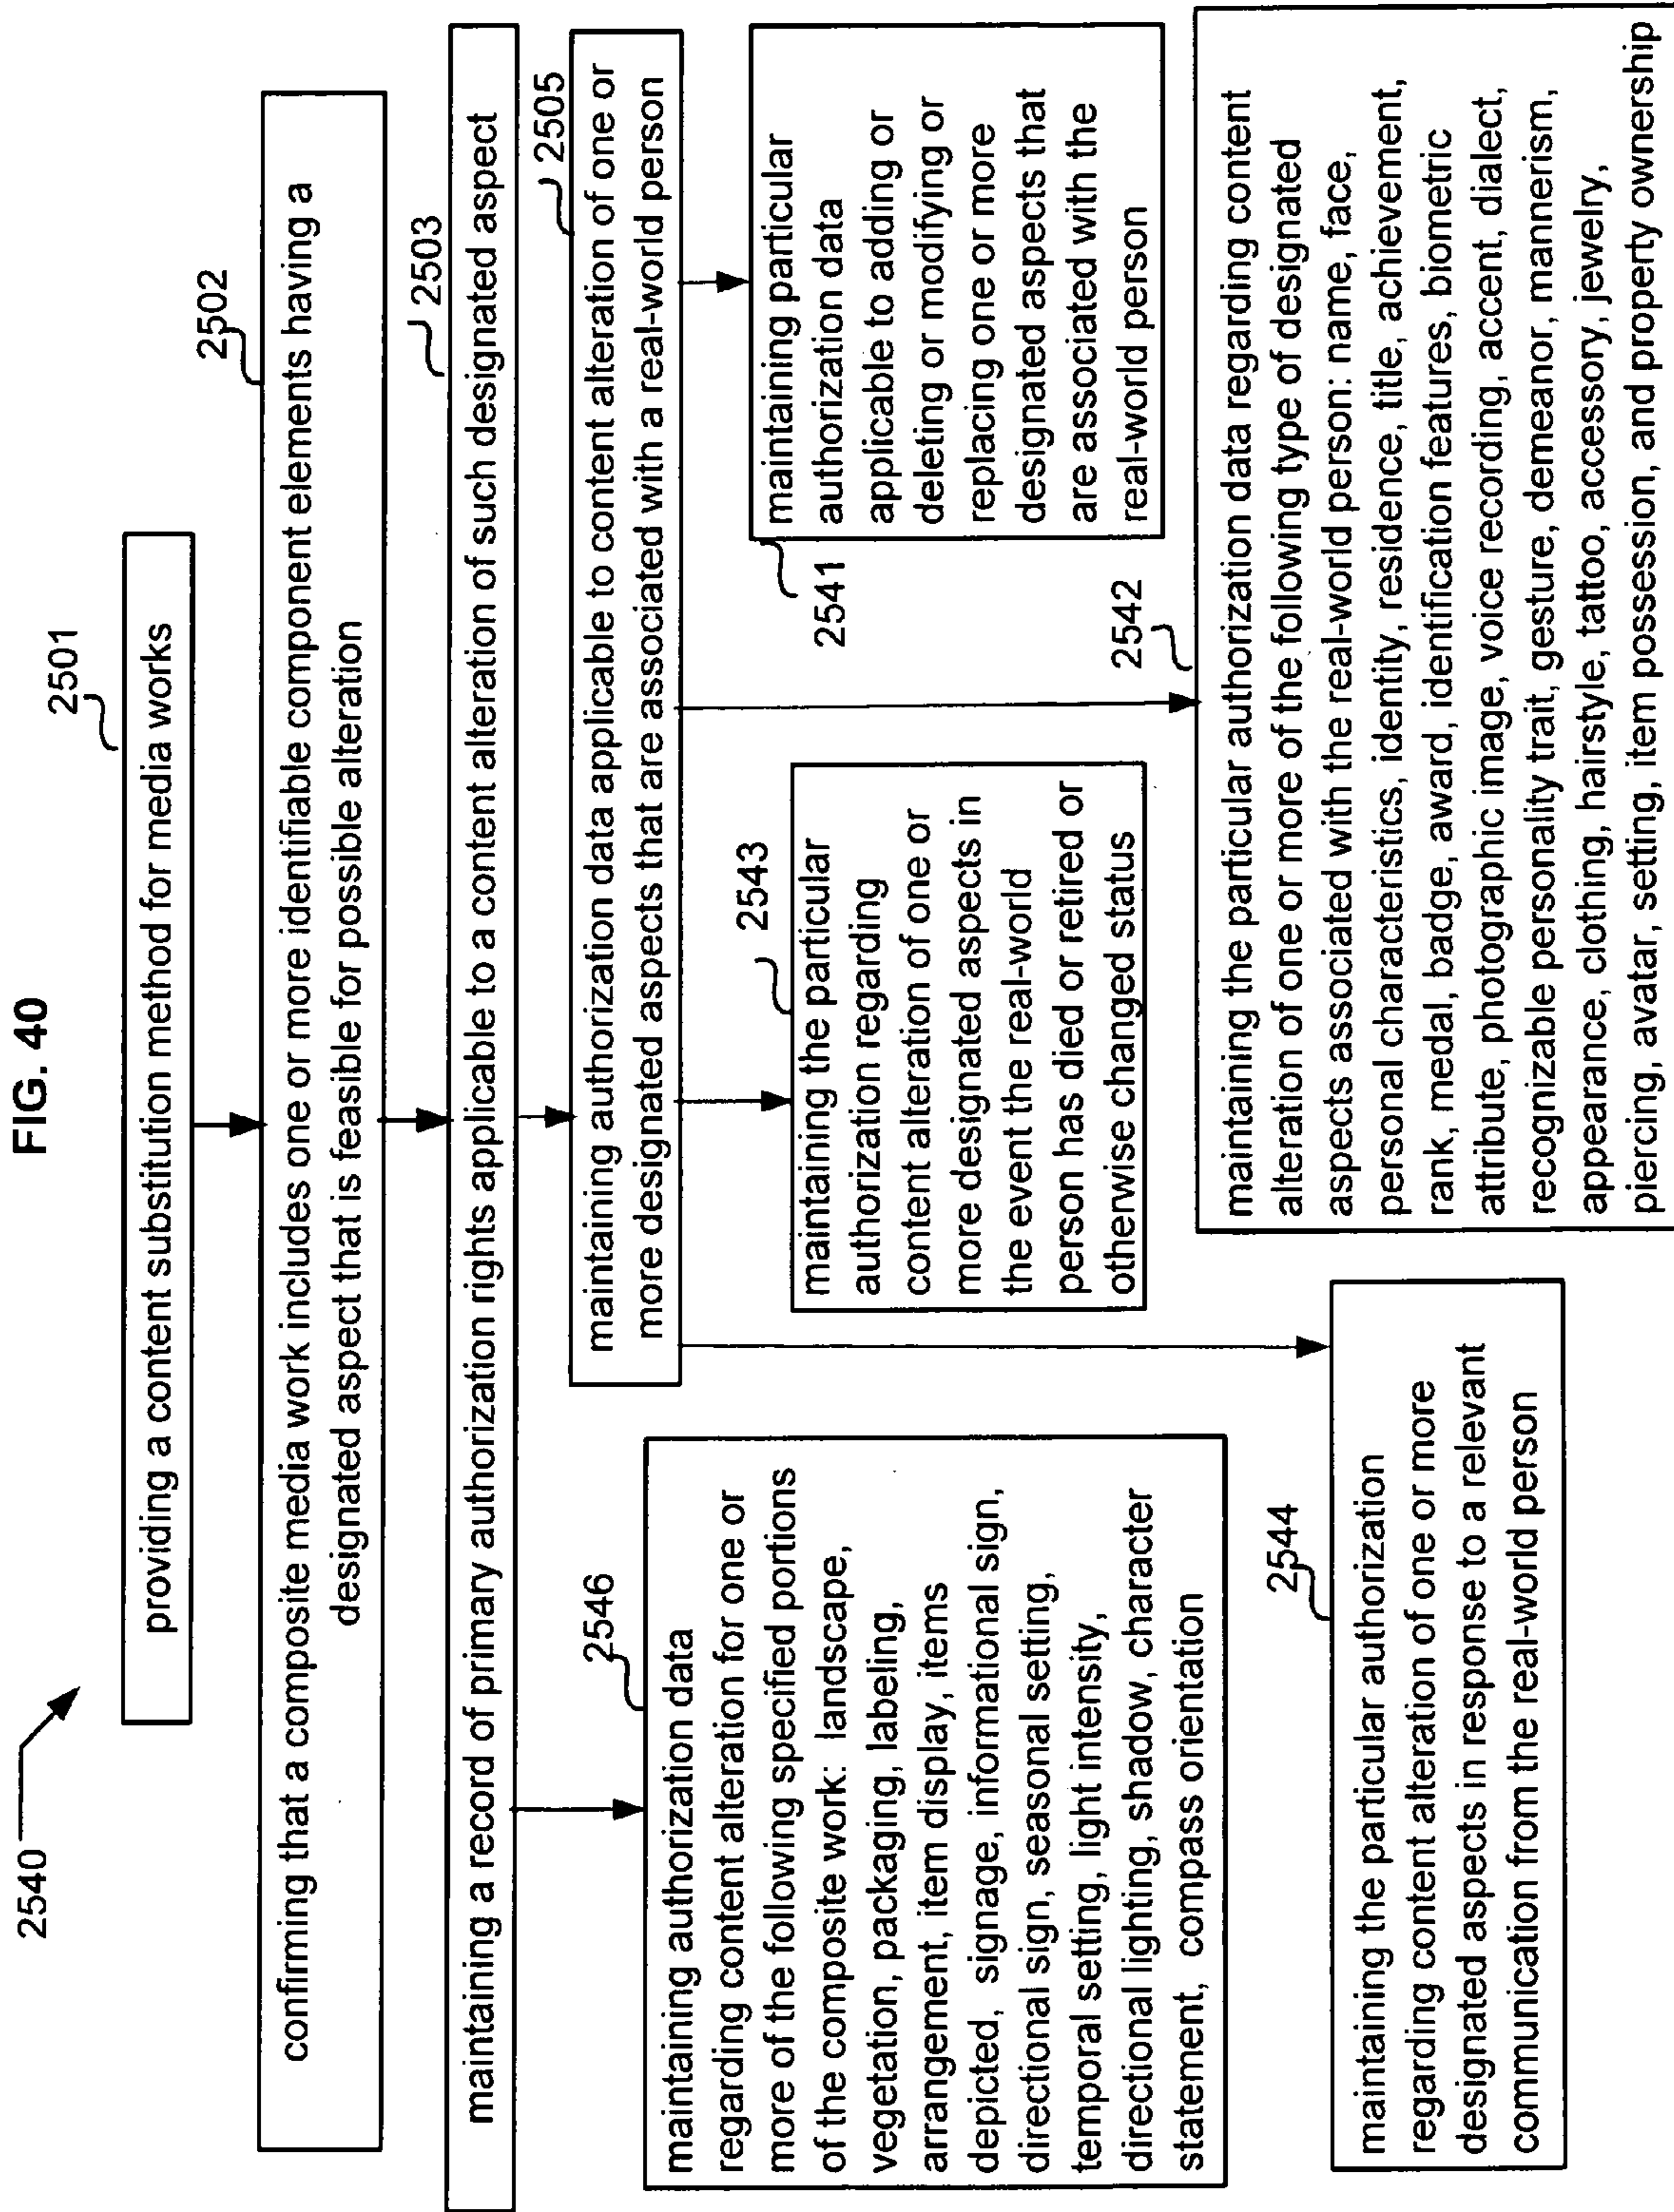 FIG. 40
2540
2501
providing a content substitution method for media works
2502
confirming that a composite media work includes one or more identifiable component elements having a
designated aspect that is feasible for possible alteration
2503
maintaining a record of primary authorization rights applicable to a content alteration of such designated aspect
2505
maintaining authorization data applicable to content alteration of one or
more designated aspects that are associated with a real-world person
2546
maintaining authorization data
regarding content alteration for one or
more of the following specified portions
of the composite work: landscape,
vegetation, packaging, labeling,
arrangement, item display, items
depicted, signage, informational sign,
directional sign, seasonal setting,
temporal setting, light intensity,
directional lighting, shadow, character
statement, compass orientation
2543
maintaining the particular
authorization regarding
content alteration of one or
more designated aspects in
the event the real-world
person has died or retired or
otherwise changed status
2541
maintaining particular
authorization data
applicable to adding or
deleting or modifying or
replacing one or more
designated aspects that
are associated with the
real-world person
2544
maintaining the particular authorization
regarding content alteration of one or more
designated aspects in response to a relevant
communication from the real-world person
2542
maintaining the particular authorization data regarding content
alteration of one or more of the following type of designated
aspects associated with the real-world person: name, face,
personal characteristics, identity, residence, title, achievement,
rank, medal, badge, award, identification features, biometric
attribute, photographic image, voice recording, accent, dialect,
recognizable personality trait, gesture, demeanor, mannerism,
appearance, clothing, hairstyle, tattoo, accessory, jewelry,
piercing, avatar, setting, item possession, and property ownership